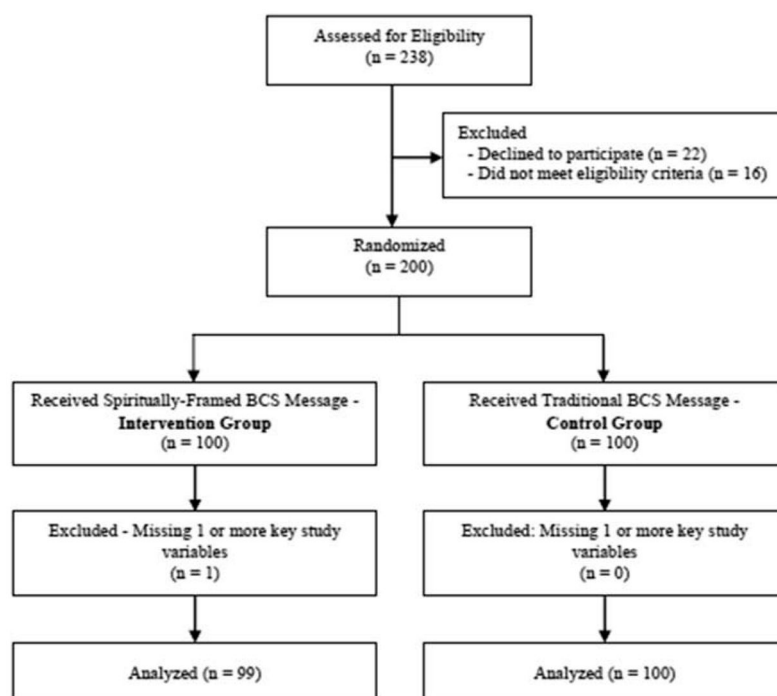 Assessed for Eligibility
(n = 238)
Excluded
- Declined to participate (n = 22)
- Did not meet eligibility criteria (n = 16)
Randomized
(n = 200)
Received Spiritually-Framed BCS Message -
Intervention Group
(n = 100)
Received Traditional BCS Message -
Control Group
(n = 100)
Excluded - Missing 1 or more key study
variables
(n = 1)
Excluded: Missing 1 or more key study
variables
(n = 0)
Analyzed (n = 99)
Analyzed (n = 100)